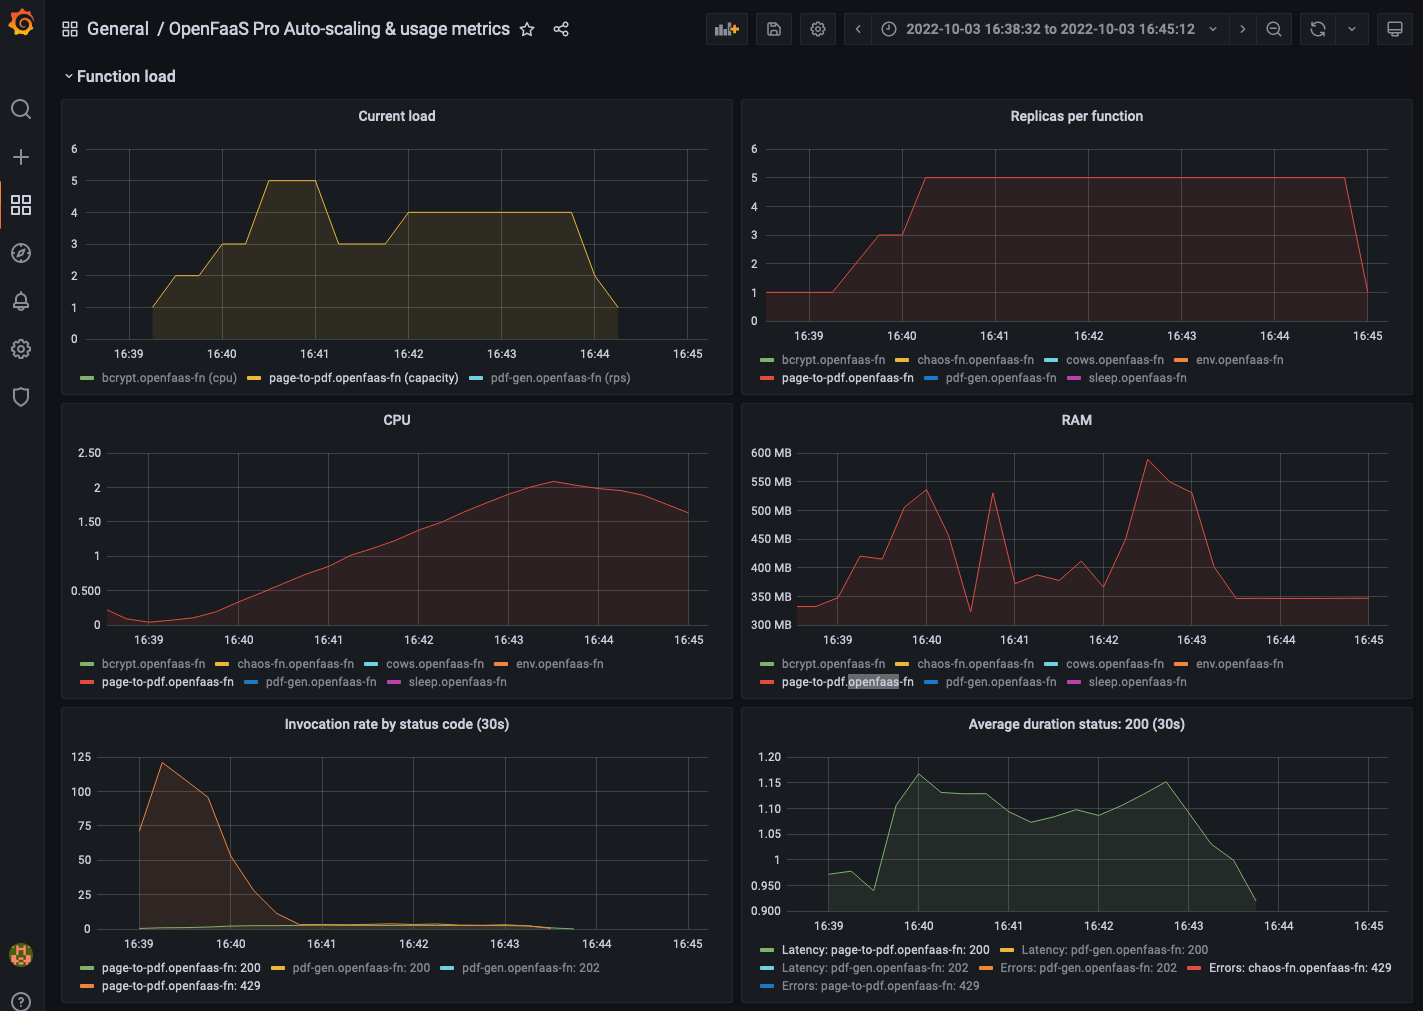 General / OpenFaaS Pro Auto-scaling & usage metrics
2022-10-03 16:38:32 to 2022-10-03 16:45:12
Function load
Current load
6
5
4
3
2
1
0
16:39 16:40 16:41 16:42 16:43 16:44 16:45
bcrypt.openfaas-fn (cpu) page-to-pdf.openfaas-fn (capacity) pdf-gen.openfaas-fn (rps)
Replicas per function
6
5
4
3
2
1
0
16:39 16:40 16:41 16:42 16:43 16:44 16:45
bcrypt.openfaas-fn chaos-fn.openfaas-fn cows.openfaas-fn env.openfaas-fn
page-to-pdf.openfaas-fn pdf-gen.openfaas-fn sleep.openfaas-fn
CPU
2.50
2
1.50
1
0.500
0
16:39 16:40 16:41 16:42 16:43 16:44 16:45
bcrypt.openfaas-fn chaos-fn.openfaas-fn cows.openfaas-fn env.openfaas-fn
page-to-pdf.openfaas-fn pdf-gen.openfaas-fn sleep.openfaas-fn
RAM
600 MB
550 MB
500 MB
450 MB
400 MB
350 MB
300 MB
16:39 16:40 16:41 16:42 16:43 16:44 16:45
bcrypt.openfaas-fn chaos-fn.openfaas-fn cows.openfaas-fn env.openfaas-fn
page-to-pdf.openfaas-fn pdf-gen.openfaas-fn sleep.openfaas-fn
Invocation rate by status code (30s)
125
100
75
50
25
0
16:39 16:40 16:41 16:42 16:43 16:44 16:45
page-to-pdf.openfaas-fn: 200 pdf-gen.openfaas-fn: 200 pdf-gen.openfaas-fn: 202
page-to-pdf.openfaas-fn: 429
Average duration status: 200 (30s)
1.20
1.15
1.10
1.05
1
0.950
0.900
16:39 16:40 16:41 16:42 16:43 16:44 16:45
Latency: page-to-pdf.openfaas-fn: 200 Latency: pdf-gen.openfaas-fn: 200
Latency: pdf-gen.openfaas-fn: 202 Errors: pdf-gen.openfaas-fn: 202 Errors: chaos-fn.openfaas-fn: 429
Errors: page-to-pdf.openfaas-fn: 429